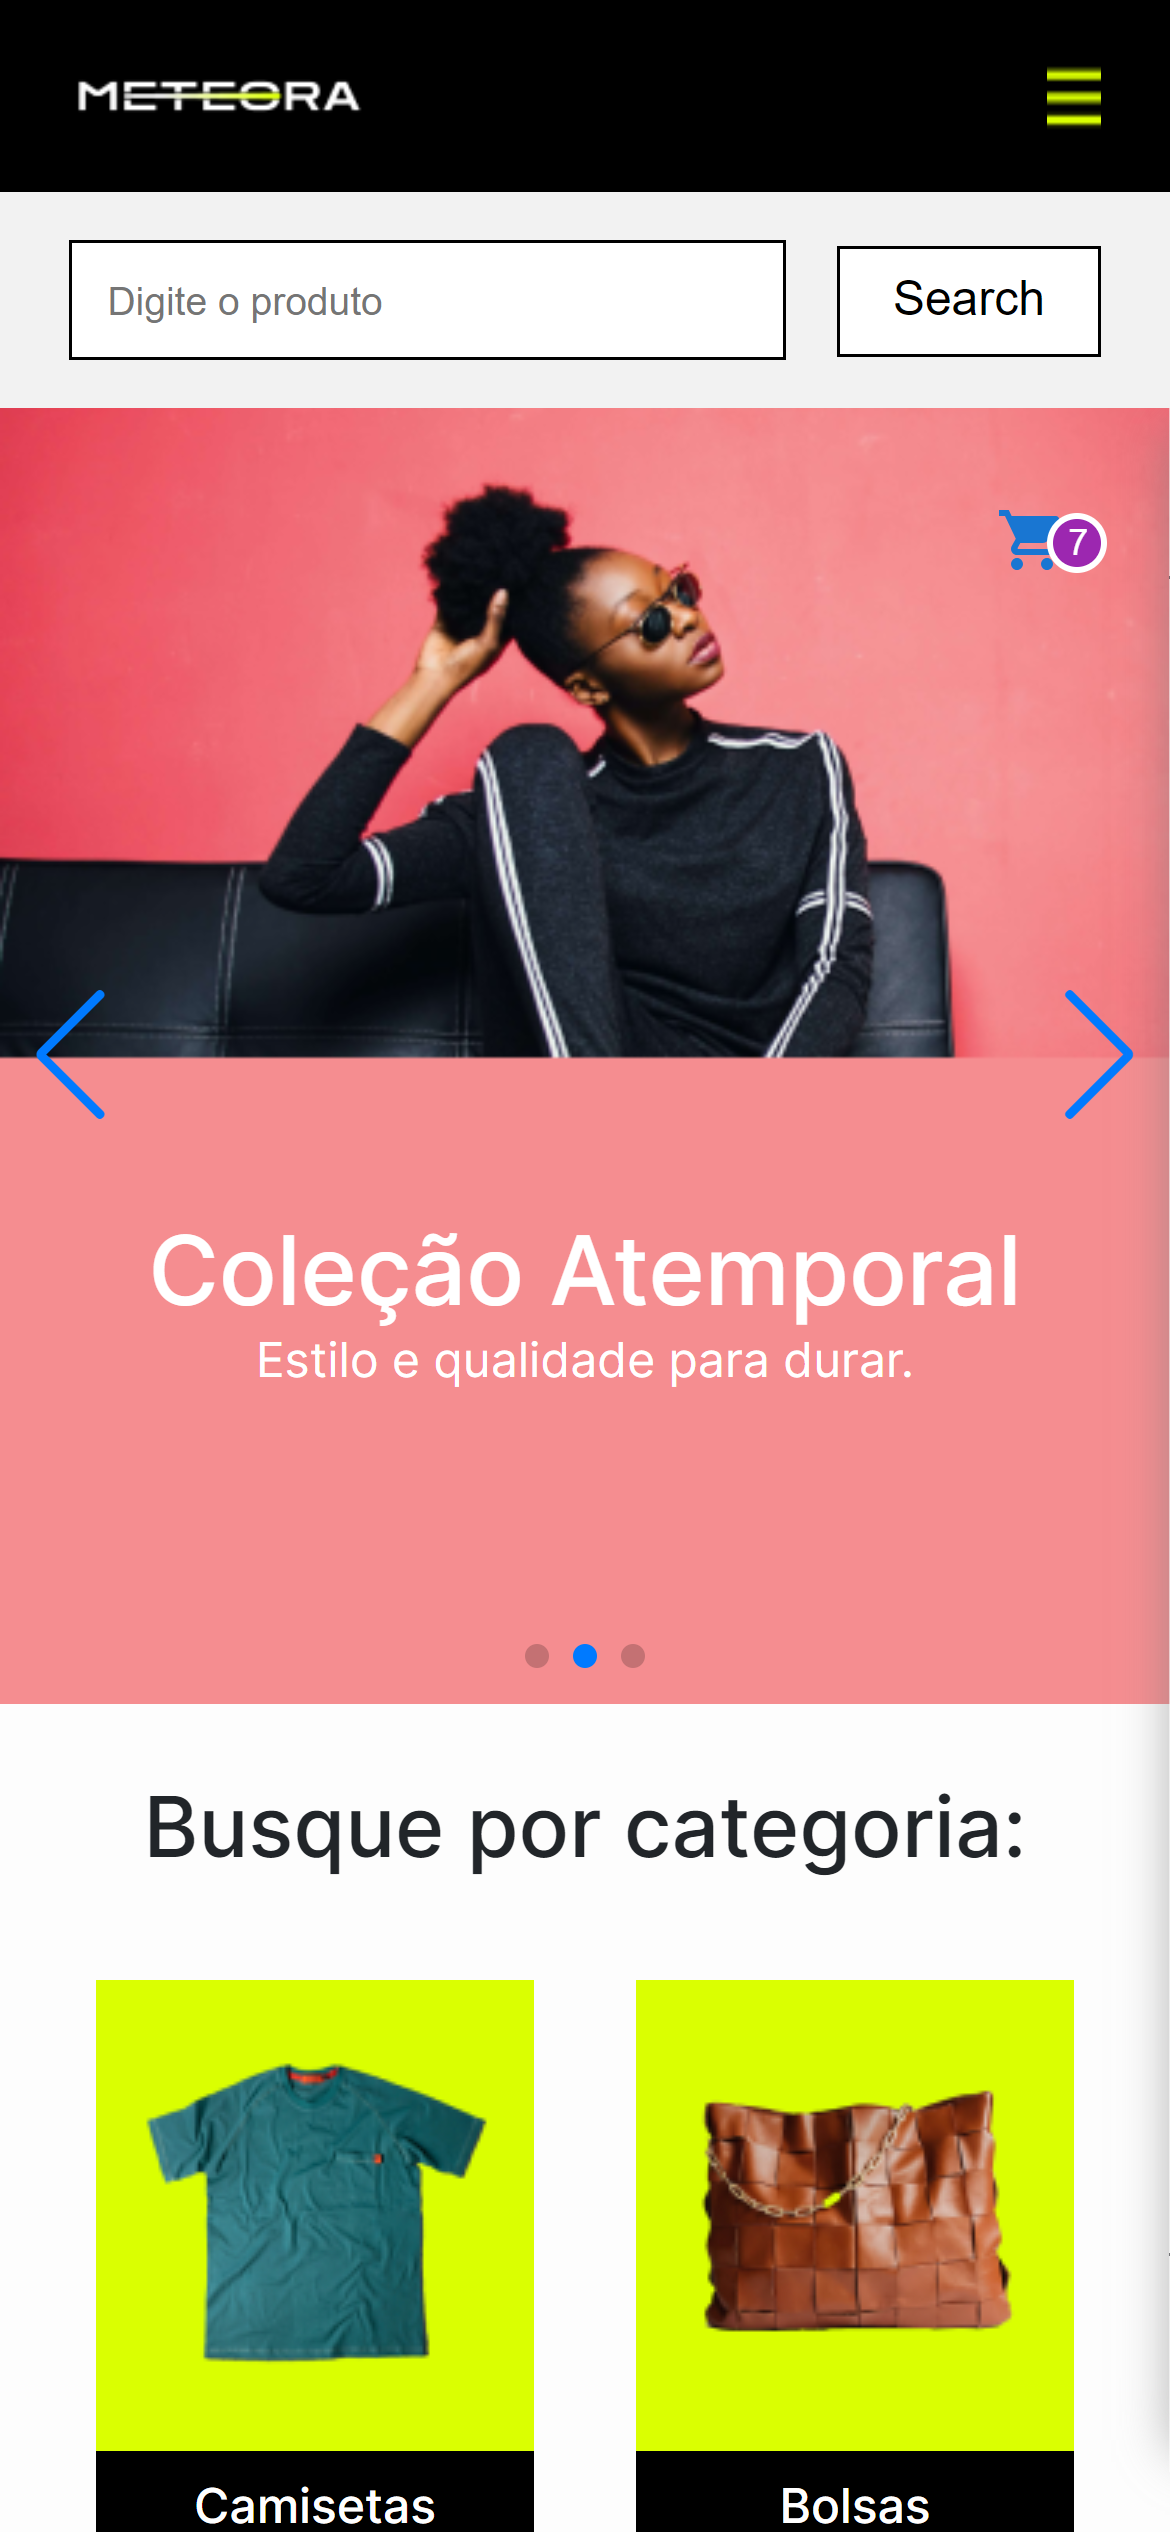 METEORA
Digite o produto
Search
7
Coleção Atemporal
Estilo e qualidade para durar.
Busque por categoria:
Camisetas
Bolsas